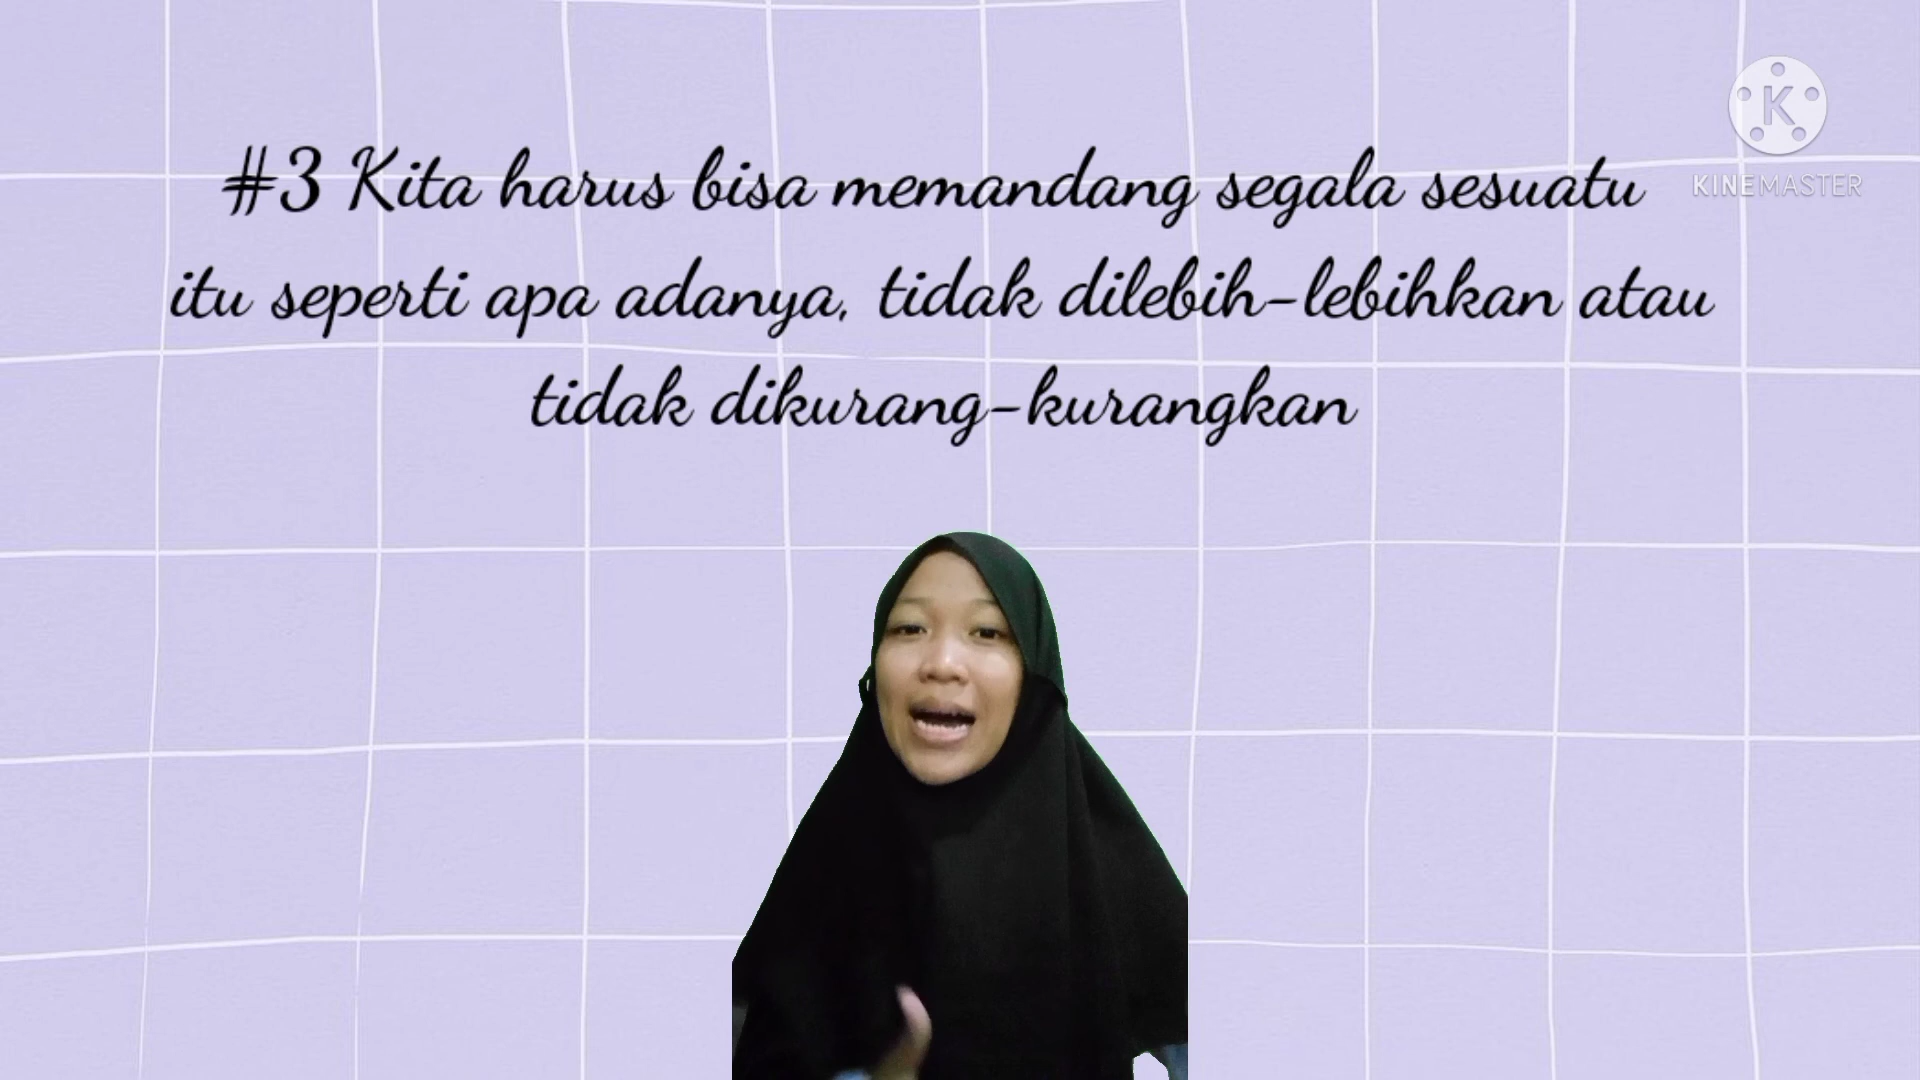 #3 Kita harus bisa memandang segala sesuatu
itu seperti apa adanya, tidak dilebih-lebihkan atau
tidak dikurang-kurangkan
K
KINEMASTER